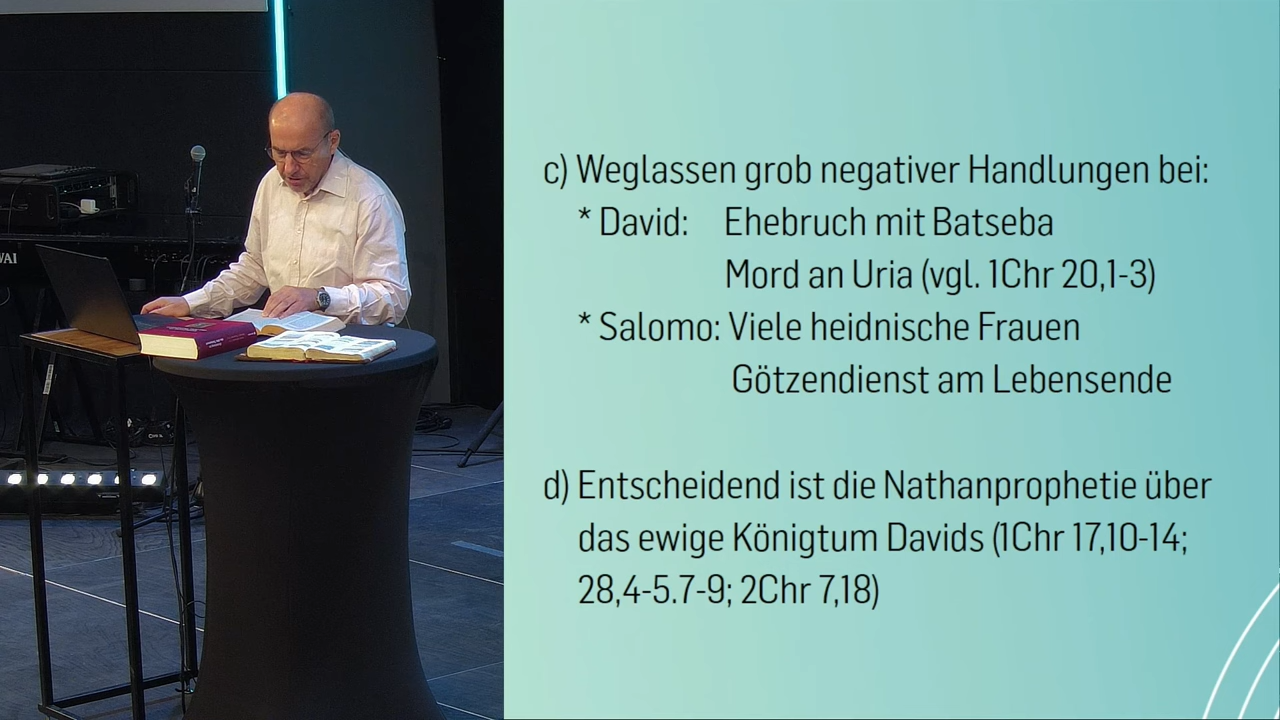 WAI
c) Weglassen grob negativer Handlungen bei:
* David: Ehebruch mit Batseba
Mord an Uria (vgl. 1Chr 20,1-3)
* Salomo: Viele heidnische Frauen
Götzendienst am Lebensende
d) Entscheidend ist die Nathanprophetie über
das ewige Königtum Davids (1Chr 17,10-14;
28,4-5.7-9; 2Chr 7,18)